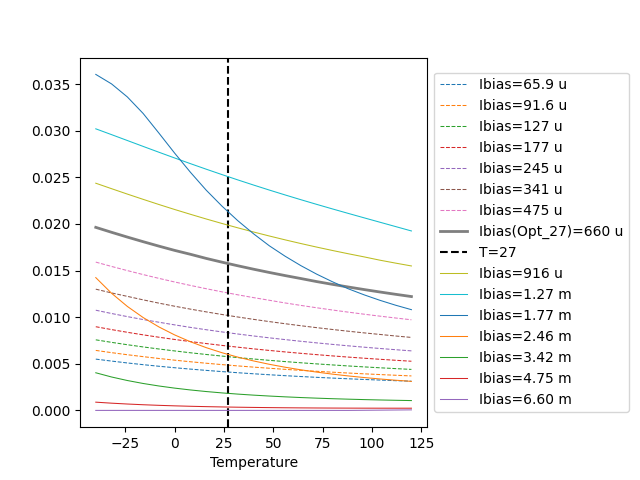 0.035
0.030
0.025
0.020
0.015
0.010
0.005
0.000
−25 0 25 50 75 100 125
Temperature
Ibias=65.9 u
Ibias=91.6 u
Ibias=127 u
Ibias=177 u
Ibias=245 u
Ibias=341 u
Ibias=475 u
Ibias(Opt_27)=660 u
T=27
Ibias=916 u
Ibias=1.27 m
Ibias=1.77 m
Ibias=2.46 m
Ibias=3.42 m
Ibias=4.75 m
Ibias=6.60 m